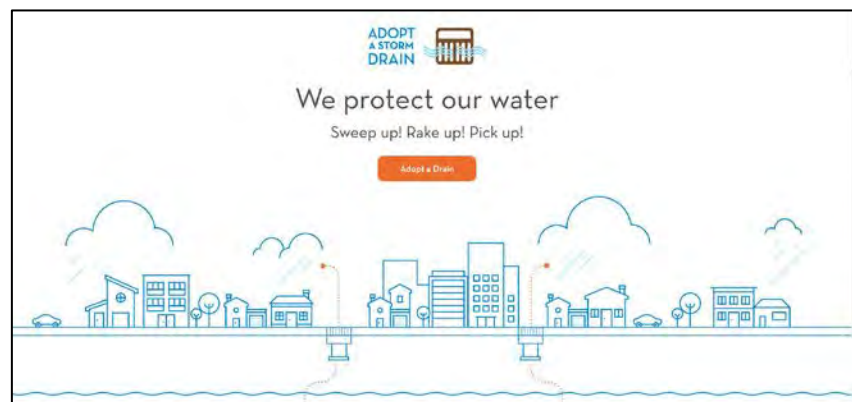 ADOPT
A STORM
DRAIN
We protect our water
Sweep up! Rake up! Pick up!
Adopt a Drain